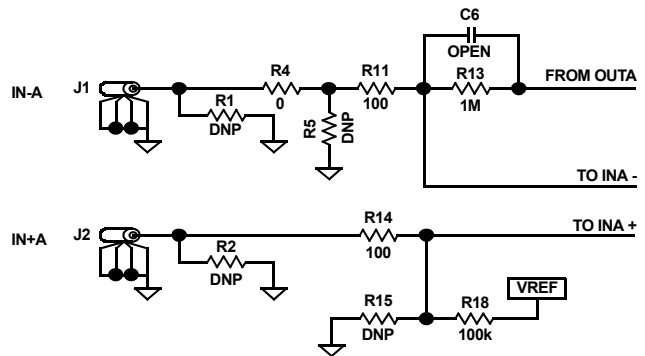 C6
OPEN
IN-A
J1
R4
0
R11
100
R13
1M
FROM OUTA
R1
DNP
R5
DNP
TO INA -
IN+A
J2
R14
100
TO INA +
R2
DNP
R15
DNP
R18
100k
VREF